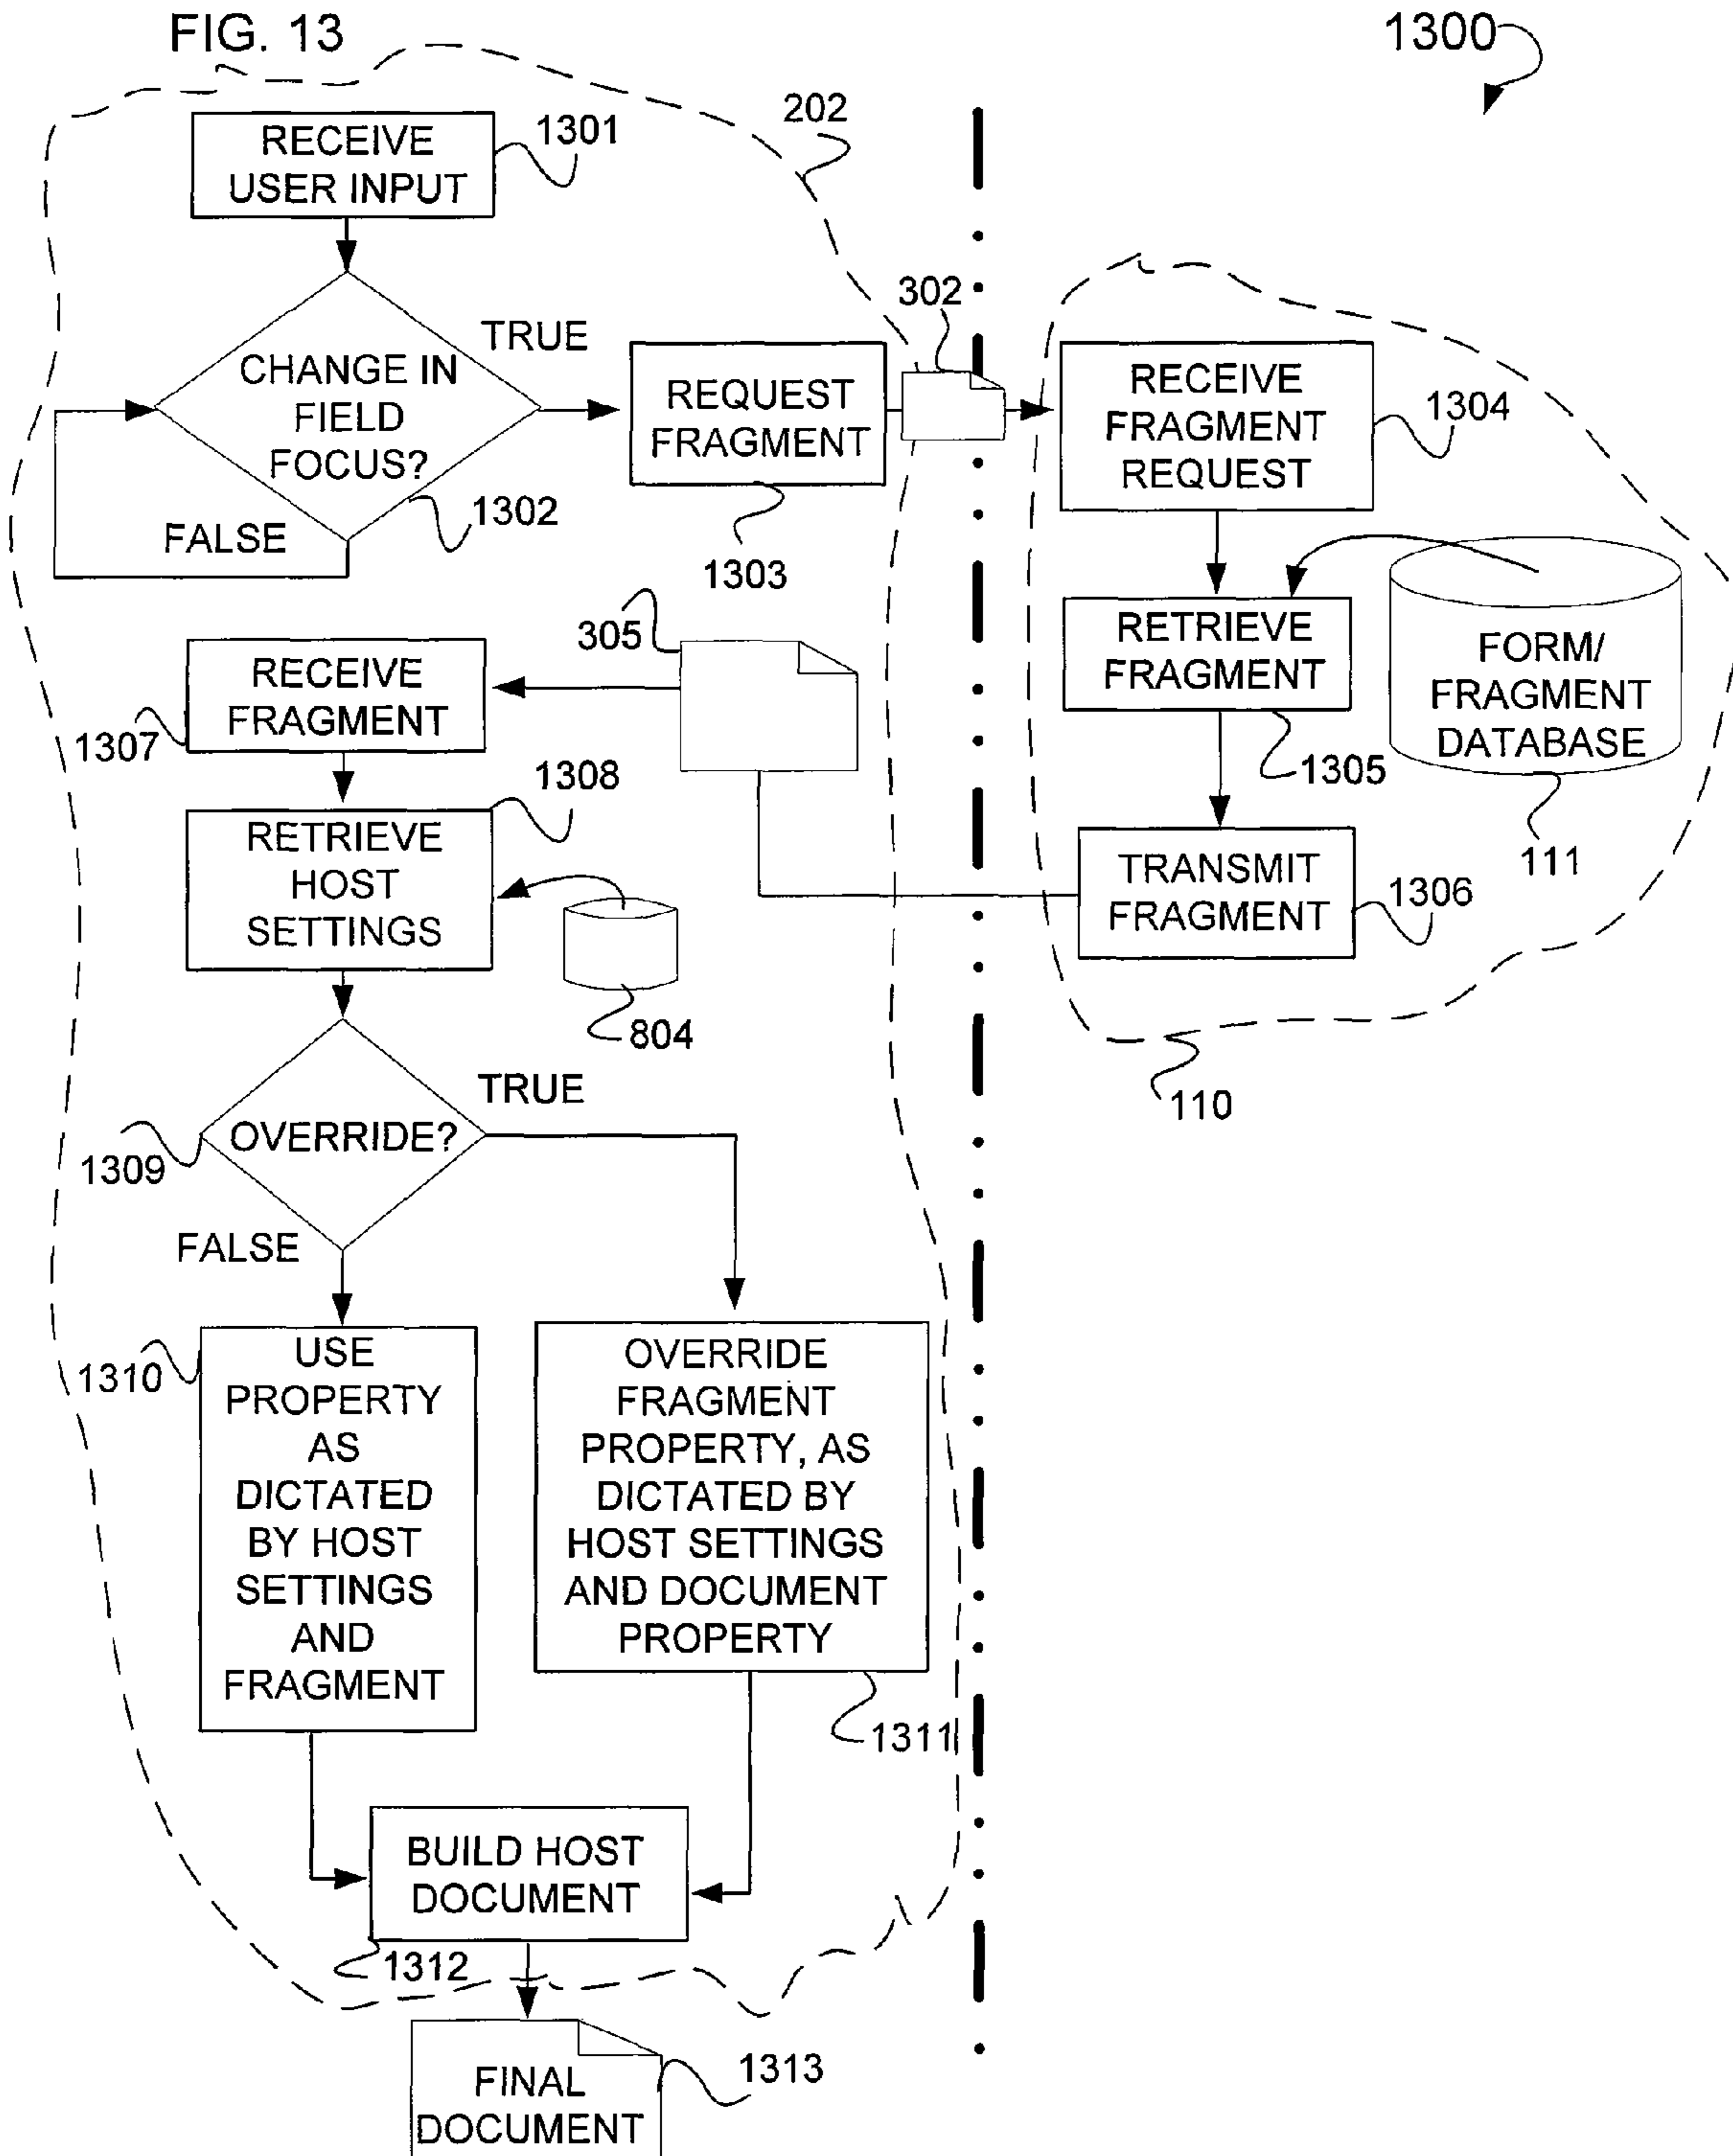 FIG. 13
1300
202
RECEIVE
USER INPUT
1301
CHANGE IN
FIELD
FOCUS?
TRUE
FALSE
1302
REQUEST
FRAGMENT
1303
302
RECEIVE
FRAGMENT
REQUEST
1304
RETRIEVE
FRAGMENT
1305
FORM/
FRAGMENT
DATABASE
111
TRANSMIT
FRAGMENT
1306
110
305
RECEIVE
FRAGMENT
1307
RETRIEVE
HOST
SETTINGS
1308
804
OVERRIDE?
TRUE
1309
FALSE
USE
PROPERTY
AS
DICTATED
BY HOST
SETTINGS
AND
FRAGMENT
1310
OVERRIDE
FRAGMENT
PROPERTY, AS
DICTATED BY
HOST SETTINGS
AND DOCUMENT
PROPERTY
1311
BUILD HOST
DOCUMENT
1312
FINAL
DOCUMENT
1313